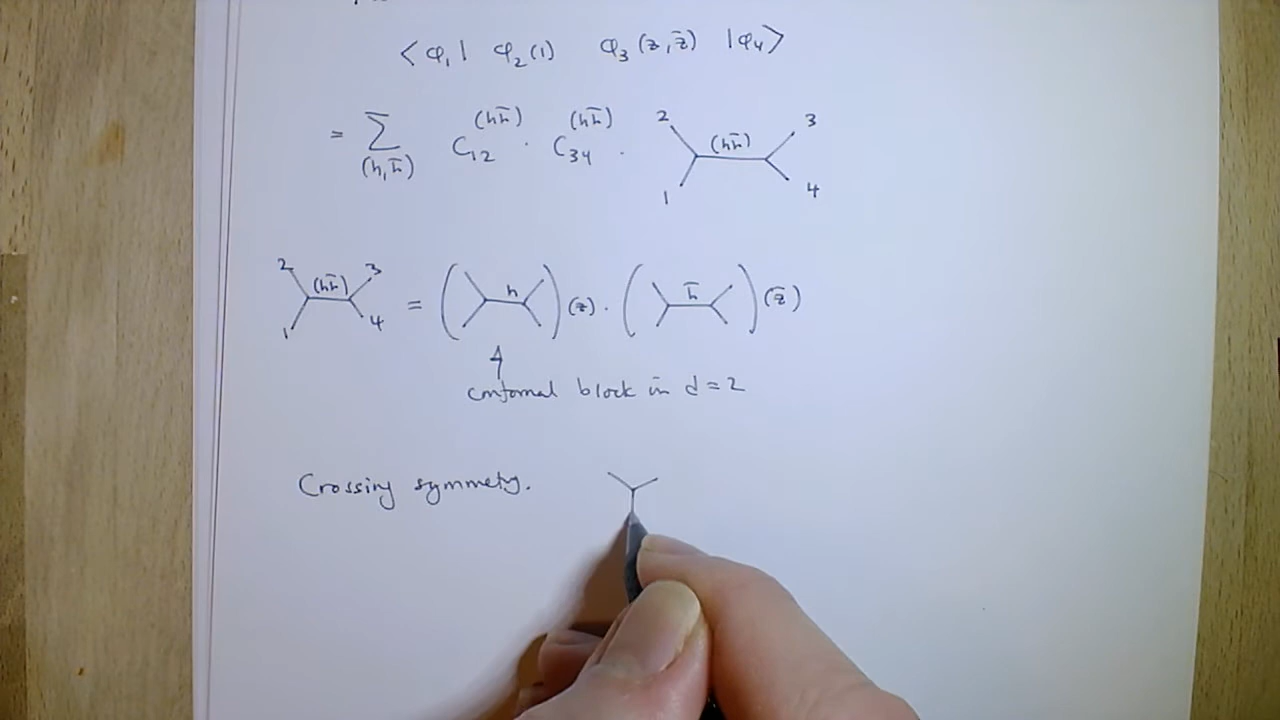 < φ₁ | φ₂(1) φ₃(z, z̄) |φ₄>
2 3
= ∑ C₁₂^(h h̄) · C₃₄^(h h̄) · (h h̄)
(h, h̄)
1 4
2 (h h̄) 3
= ( h )(z) · ( h̄ )(z̄)
1 4
conformal block in d = 2
Crossing symmetry.